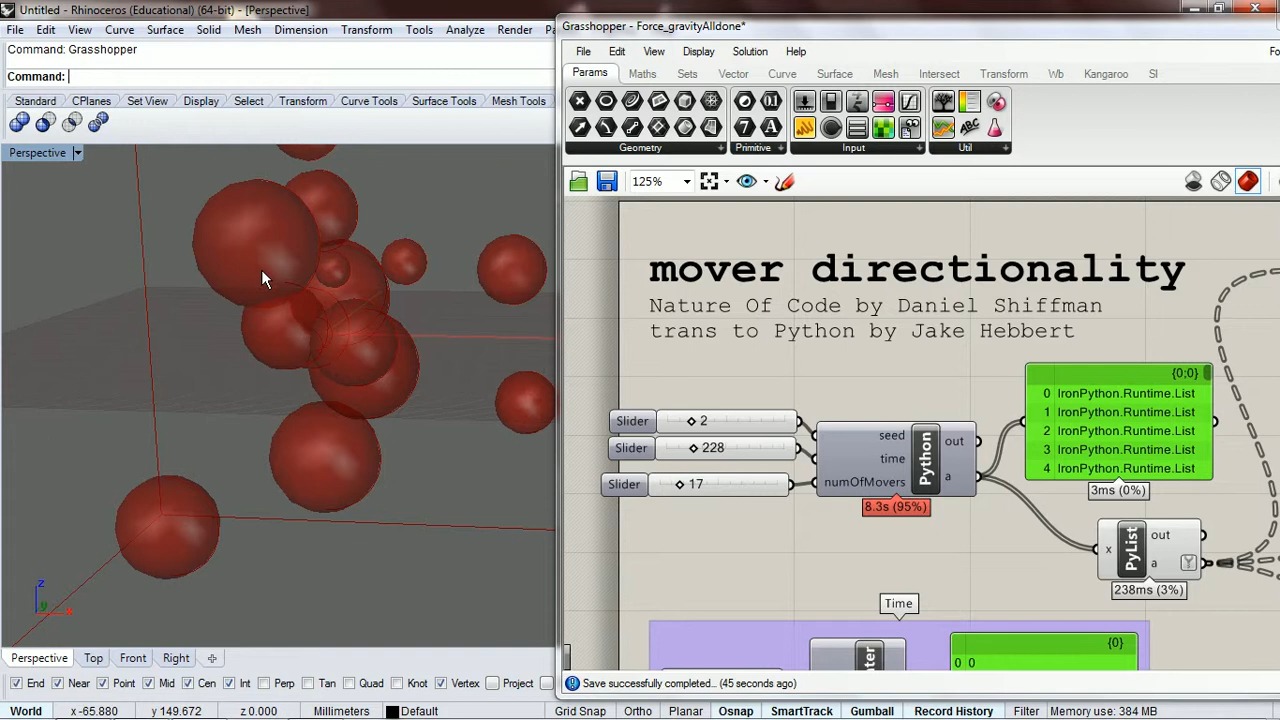 Untitled - Rhinoceros (Educational) (64-bit) - [Perspective]
File Edit View Curve Surface Solid Mesh Dimension Transform Tools Analyze Render
Command: Grasshopper
Command:
Standard CPlanes Set View Display Select Transform Curve Tools Surface Tools Mesh Tools
Perspective
z
y
x
Perspective Top Front Right
End Near Point Mid Cen Int Perp Tan Quad Knot Vertex Project
World x -65.880 y 149.672 z 0.000 Millimeters Default Grid Snap Ortho Planar Osnap SmartTrack Gumball Record History Filter Memory use: 384 MB
Grasshopper - Force_gravityAlldone*
File Edit View Display Solution Help
Params Maths Sets Vector Curve Surface Mesh Intersect Transform Wb Kangaroo
Geometry Primitive Input Util
125%
mover directionality
Nature Of Code by Daniel Shiffman
trans to Python by Jake Hebbert
Slider 2
Slider 228
Slider 17
seed
time
numOfMovers
Python
out
a
8.3s (95%)
{0;0}
0 IronPython.Runtime.List
1 IronPython.Runtime.List
2 IronPython.Runtime.List
3 IronPython.Runtime.List
4 IronPython.Runtime.List
3ms (0%)
x
PyList
out
a
238ms (3%)
Time
{0}
0 0
Save successfully completed... (45 seconds ago)